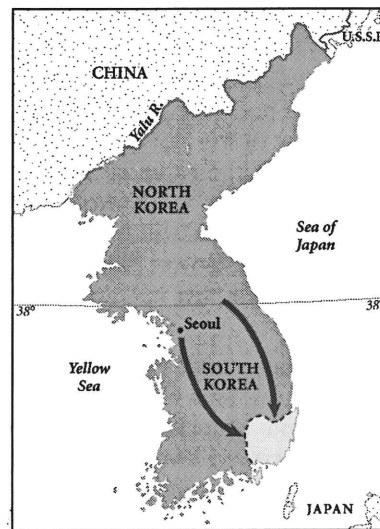 U.S.S.R
CHINA
Yalu R.
NORTH
KOREA
Sea of
Japan
38°
38°
Seoul
Yellow
Sea
SOUTH
KOREA
JAPAN